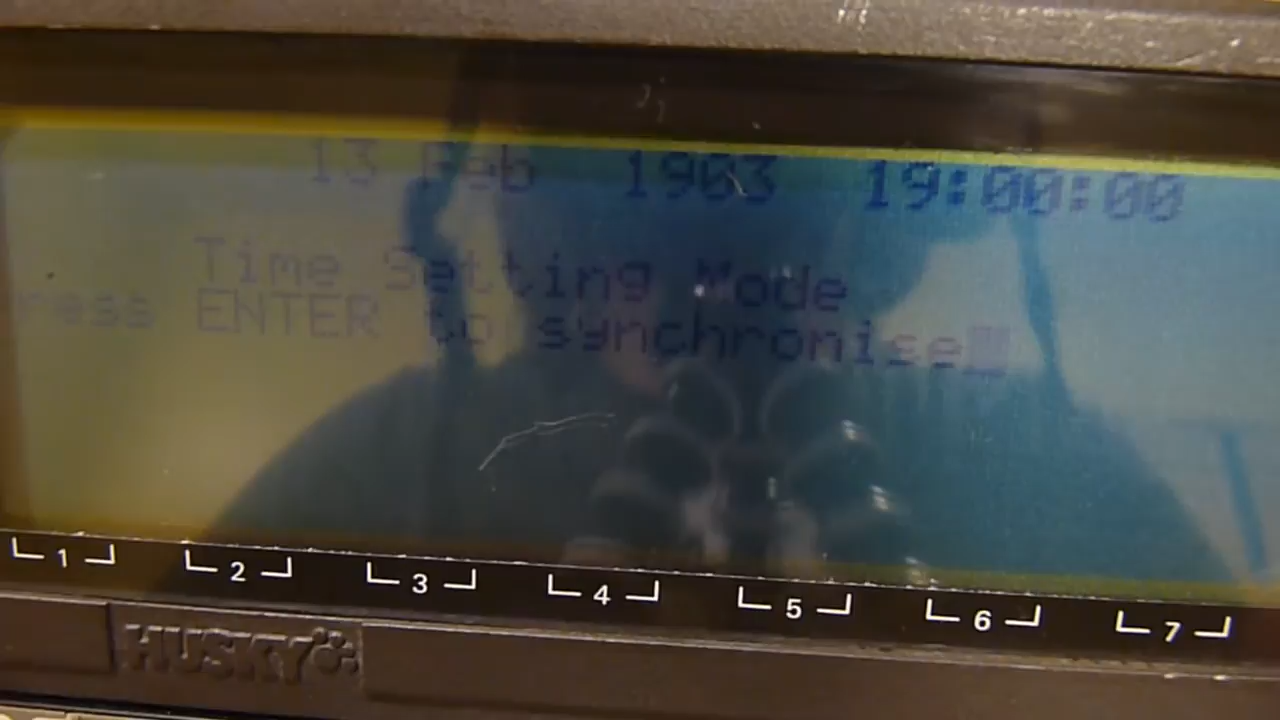 13 Feb 1903 19:00:00
Time Setting Mode
ress ENTER to synchronise
1 2 3 4 5 6 7
HUSKY